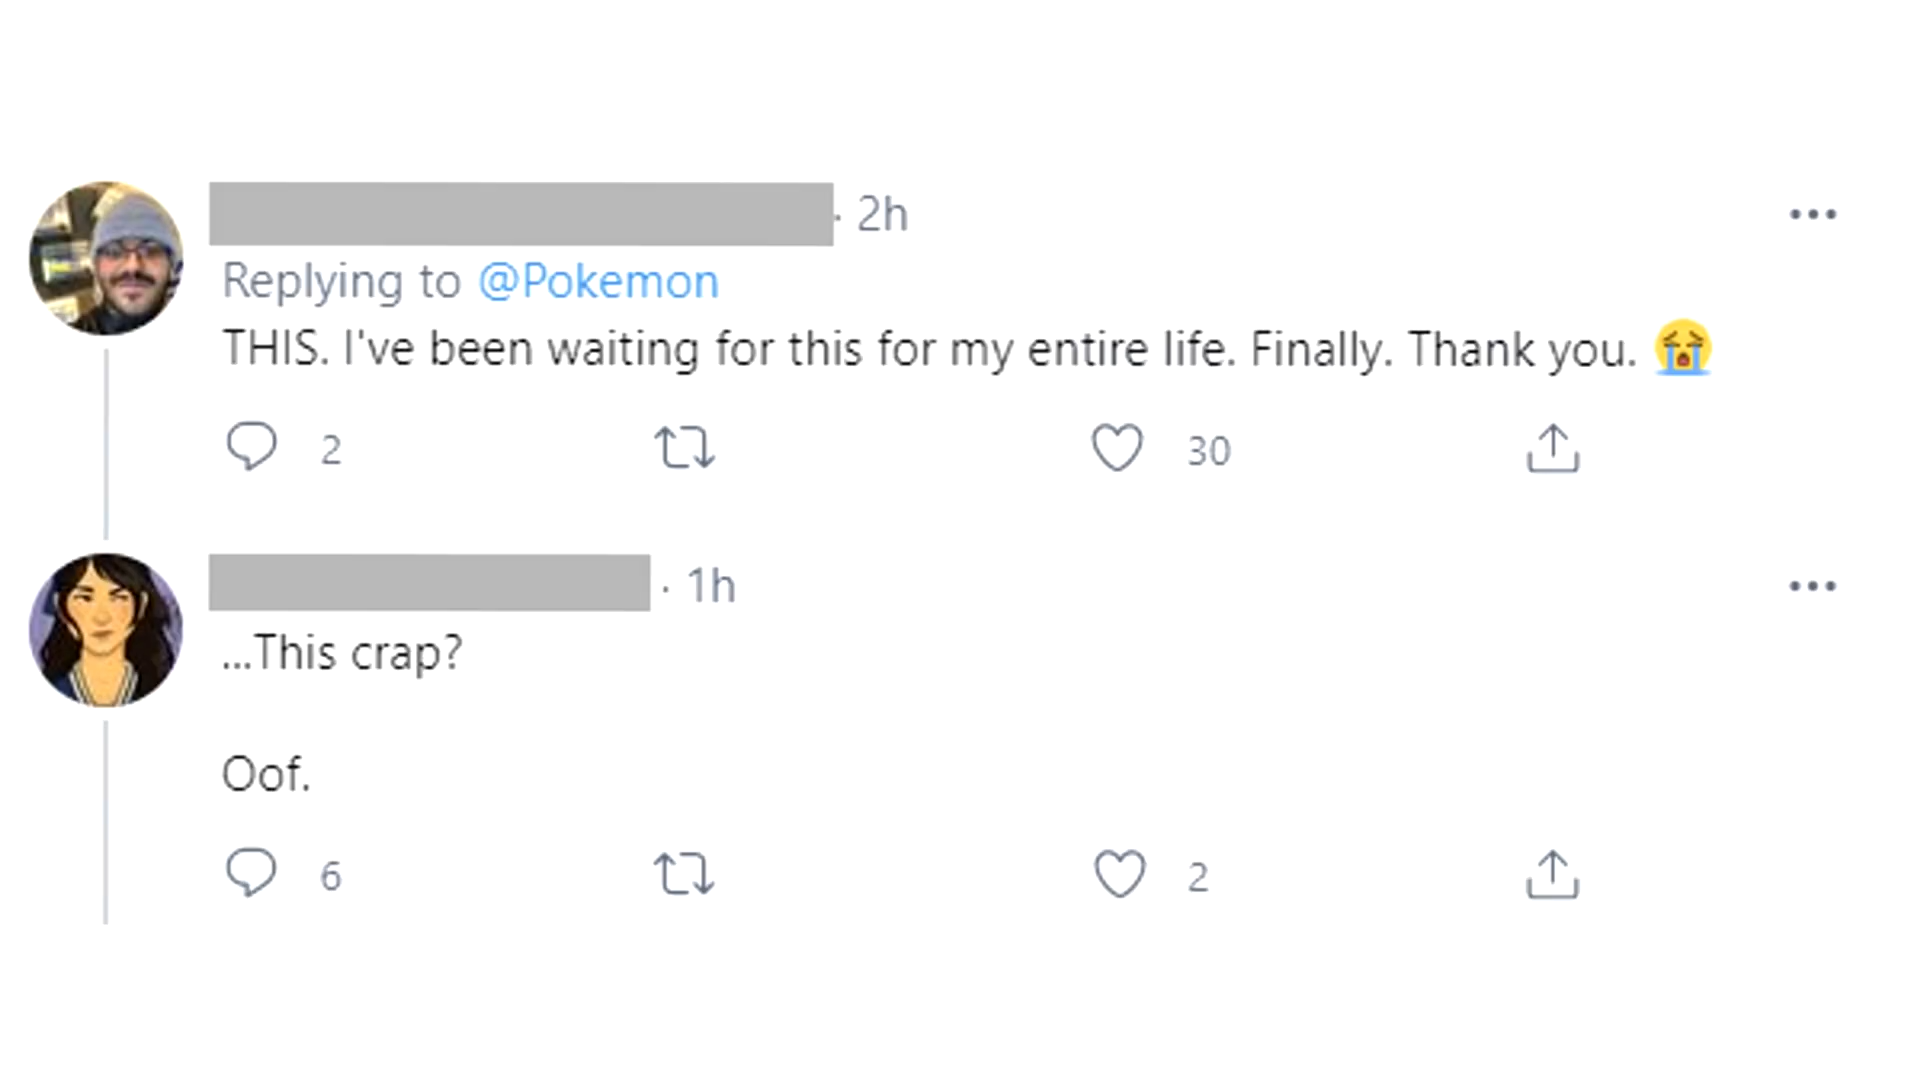 · 2h
Replying to @Pokemon
THIS. I've been waiting for this for my entire life. Finally. Thank you. 😭
2 30
· 1h
...This crap?
Oof.
6 2